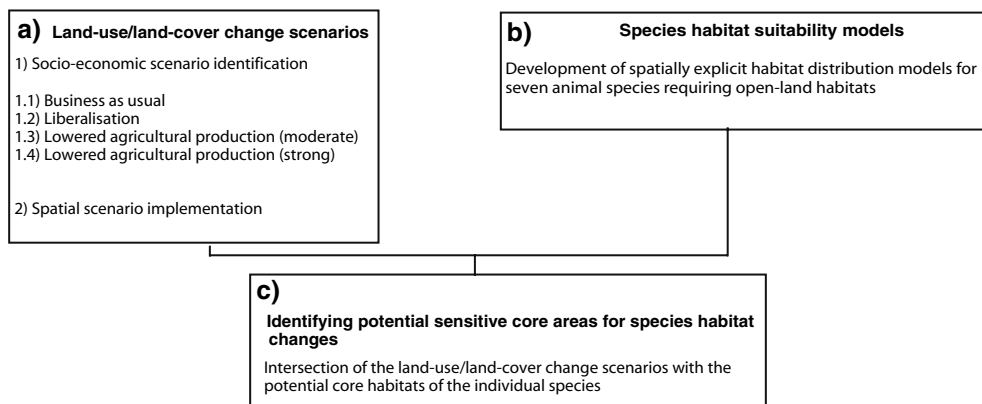 a) Land-use/land-cover change scenarios
1) Socio-economic scenario identification
1.1) Business as usual
1.2) Liberalisation
1.3) Lowered agricultural production (moderate)
1.4) Lowered agricultural production (strong)
2) Spatial scenario implementation
b) Species habitat suitability models
Development of spatially explicit habitat distribution models for
seven animal species requiring open-land habitats
c)
Identifying potential sensitive core areas for species habitat
changes
Intersection of the land-use/land-cover change scenarios with the
potential core habitats of the individual species